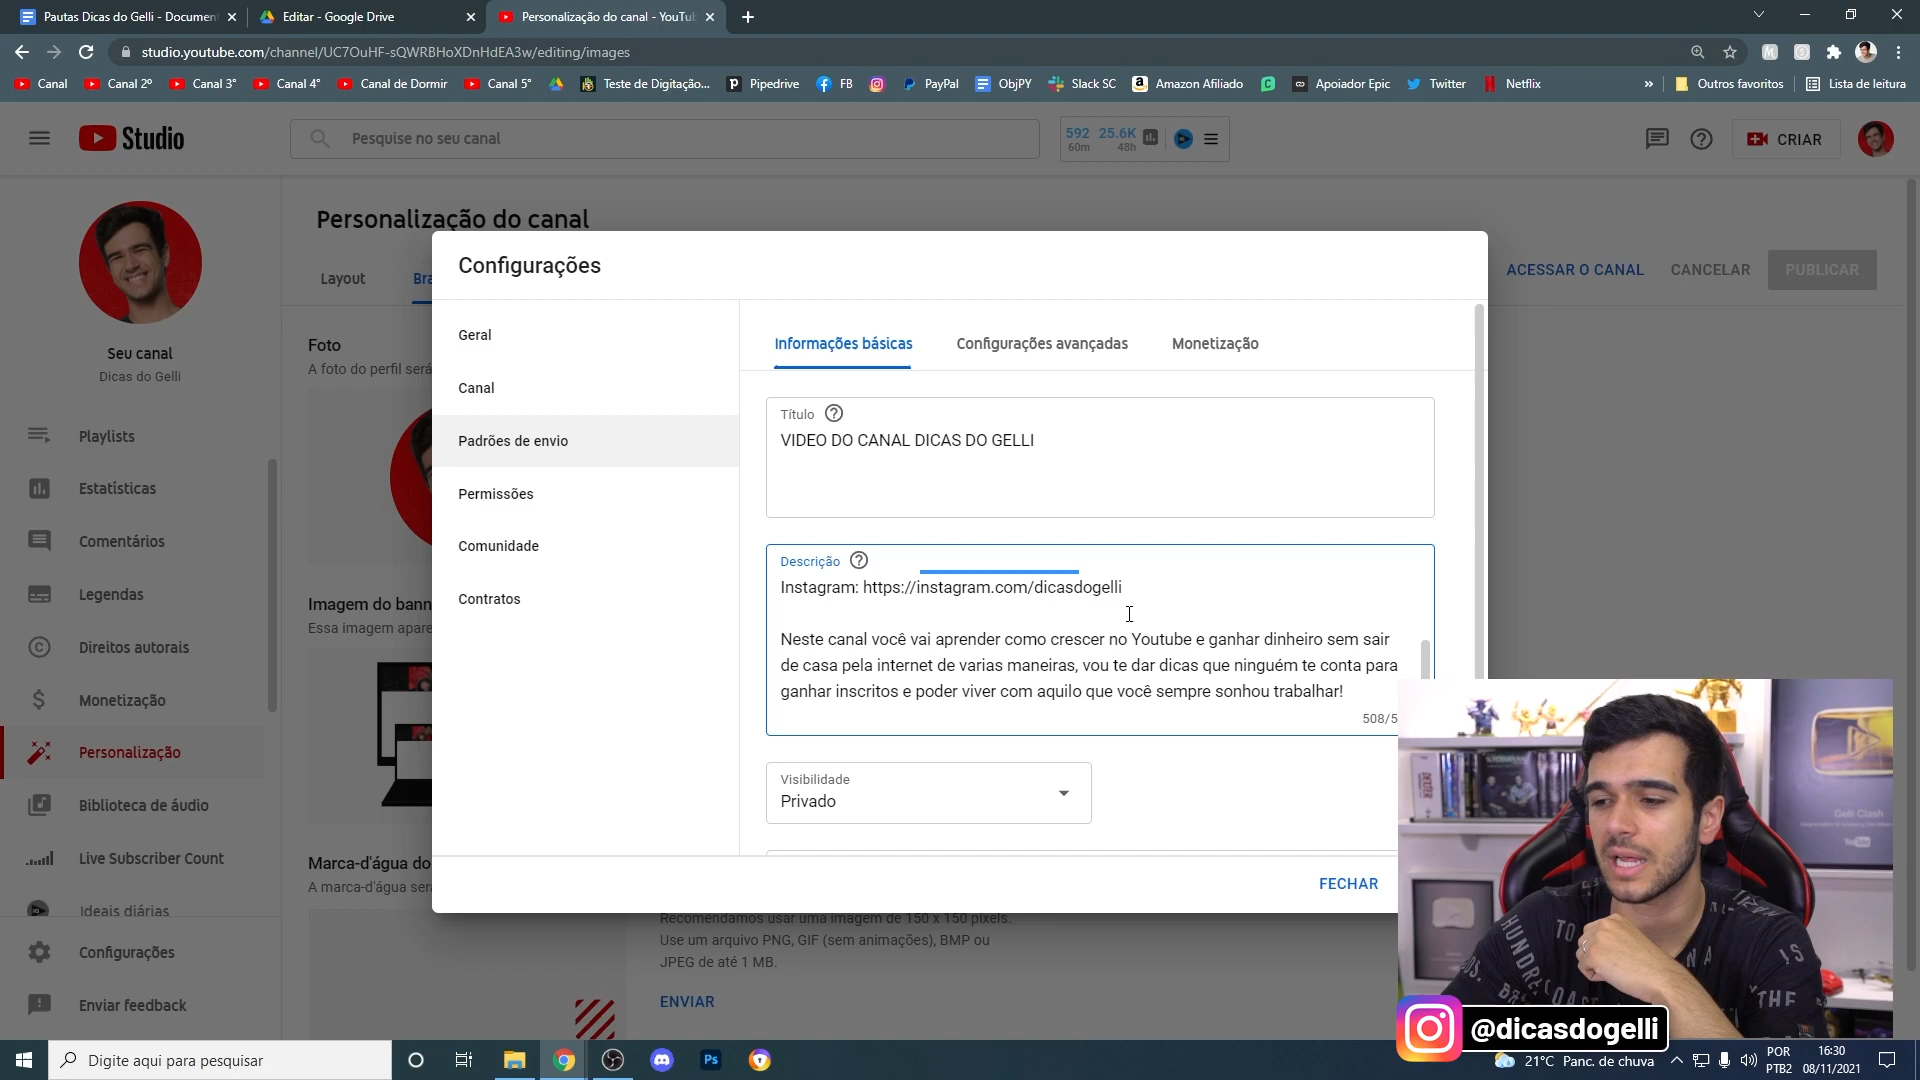 Pautas Dicas do Gelli - Document
Editar - Google Drive
Personalização do canal - YouTu
studio.youtube.com/channel/UC7OuHF-sQWRBHoXDnHdEA3w/editing/images
Canal
Canal 2º
Canal 3°
Canal 4°
Canal de Dormir
Canal 5°
Teste de Digitação...
Pipedrive
FB
PayPal
ObjPY
Slack SC
Amazon Afiliado
Apoiador Epic
Twitter
Netflix
»
Outros favoritos
Lista de leitura
Studio
Pesquise no seu canal
592 25.6K
60m 48h
CRIAR
Personalização do canal
Layout
Bra
ACESSAR O CANAL
CANCELAR
PUBLICAR
Seu canal
Dicas do Gelli
Playlists
Estatísticas
Comentários
Legendas
Direitos autorais
Monetização
Personalização
Biblioteca de áudio
Live Subscriber Count
Ideais diárias
Configurações
Enviar feedback
Foto
A foto do perfil será
Imagem do bann
Essa imagem apare
Marca-d'água do
A marca-d'água será
Configurações
Geral
Canal
Padrões de envio
Permissões
Comunidade
Contratos
Informações básicas
Configurações avançadas
Monetização
Título
VIDEO DO CANAL DICAS DO GELLI
Descrição
Instagram: https://instagram.com/dicasdogelli
Neste canal você vai aprender como crescer no Youtube e ganhar dinheiro sem sair
de casa pela internet de varias maneiras, vou te dar dicas que ninguém te conta para
ganhar inscritos e poder viver com aquilo que você sempre sonhou trabalhar!
508/5
Visibilidade
Privado
FECHAR
Recomendamos usar uma imagem de 150 x 150 pixels.
Use um arquivo PNG, GIF (sem animações), BMP ou
JPEG de até 1 MB.
ENVIAR
Gelli Clash
YouTube
@dicasdogelli
Digite aqui para pesquisar
Ps
21°C Panc. de chuva
POR
PTB2
16:30
08/11/2021